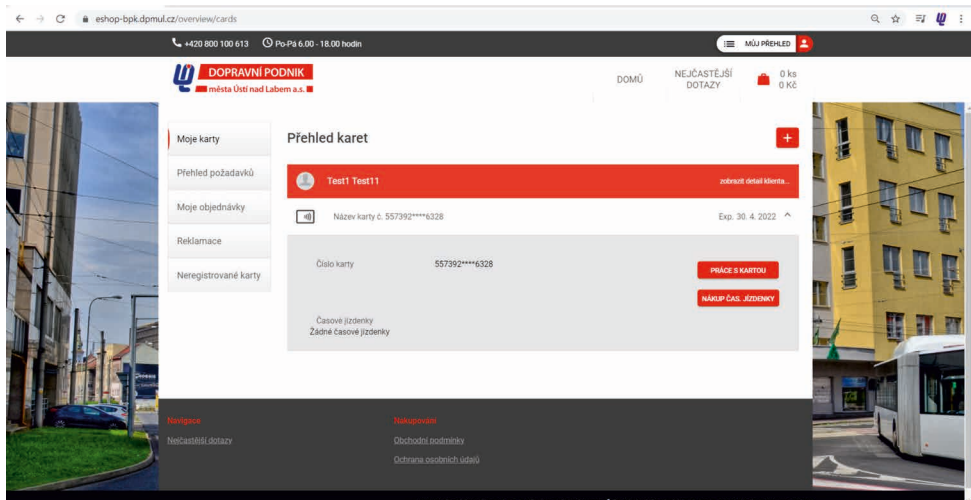 eshop-bpk.dpmul.cz/overview/cards
+420 800 100 613 Po-Pá 6.00 - 18.00 hodin MŮJ PŘEHLED
DOPRAVNÍ PODNIK
města Ústí nad Labem a.s.
DOMŮ
NEJČASTĚJŠÍ
DOTAZY
0 ks
0 Kč
Moje karty
Přehled požadavků
Moje objednávky
Reklamace
Neregistrované karty
Přehled karet
+
Test1 Test11 zobrazit detail klienta...
Název karty č. 557392****6328 Exp. 30. 4. 2022
Číslo karty 557392****6328
PRÁCE S KARTOU
NÁKUP ČAS. JÍZDENKY
Časové jízdenky
Žádné časové jízdenky
Navigace
Nejčastější dotazy
Nakupování
Obchodní podmínky
Ochrana osobních údajů